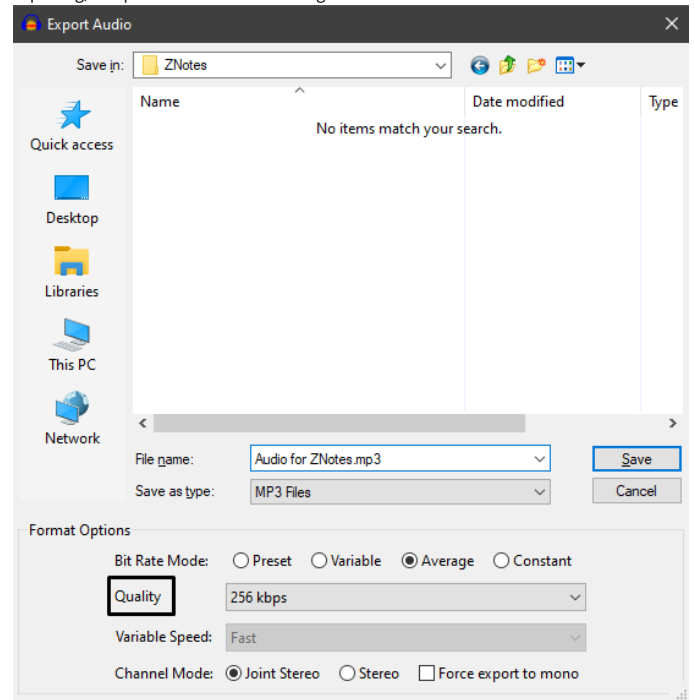 Export Audio
Save in:
ZNotes
Name
Date modified
Type
No items match your search.
Quick access
Desktop
Libraries
This PC
Network
File name:
Audio for ZNotes.mp3
Save
Save as type:
MP3 Files
Cancel
Format Options
Bit Rate Mode:
Preset
Variable
Average
Constant
Quality
256 kbps
Variable Speed:
Fast
Channel Mode:
Joint Stereo
Stereo
Force export to mono